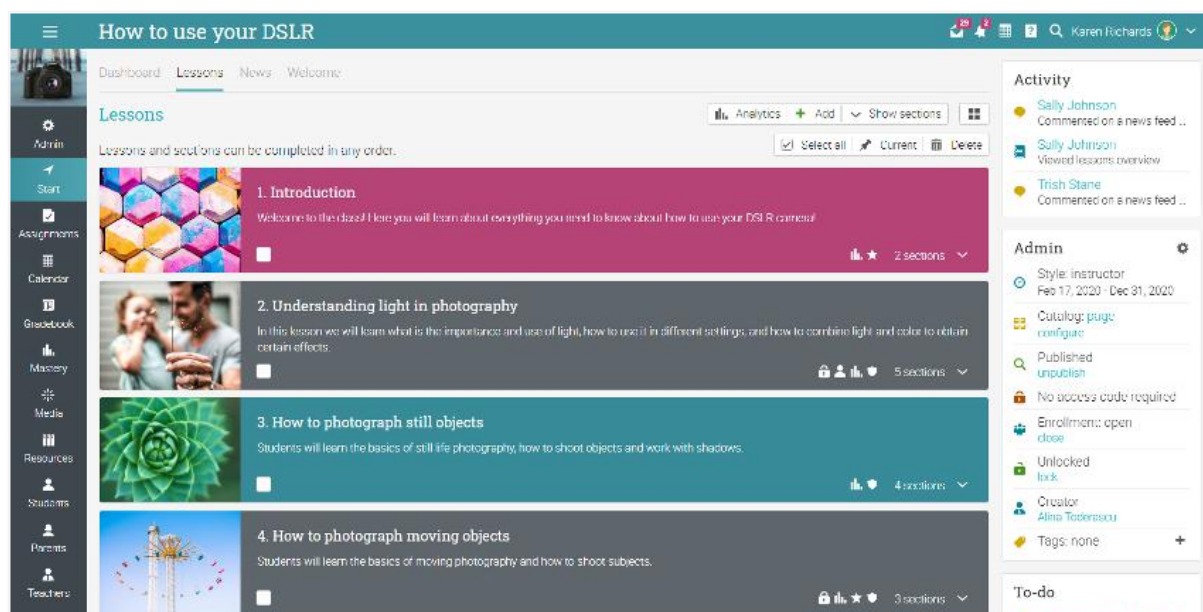 How to use your DSLR
29
2
Karen Richards
Admin
Start
Assignments
Calendar
Gradebook
Mastery
Media
Resources
Students
Parents
Teachers
Dashboard Lessons News Welcome
Lessons
Analytics Add Show sections
Lessons and sections can be completed in any order.
Select all Current Delete
1. Introduction
Welcome to the class! Here you will learn about everything you need to know about how to use your DSLR camera!
2 sections
2. Understanding light in photography
In this lesson we will learn what is the importance and use of light, how to use it in different settings, and how to combine light and color to obtain
certain effects.
5 sections
3. How to photograph still objects
Students will learn the basics of still life photography, how to shoot objects and work with shadows.
4 sections
4. How to photograph moving objects
Students will learn the basics of moving photography and how to shoot subjects.
3 sections
Activity
Sally Johnson
Commented on a news feed ...
Sally Johnson
Viewed lessons overview
Trish Stane
Commented on a news feed ...
Admin
Style: instructor
Feb 17, 2020 - Dec 31, 2020
Catalog: page
configure
Published
unpublish
No access code required
Enrollment: open
close
Unlocked
lock
Creator
Alina Toderascu
Tags: none
To-do